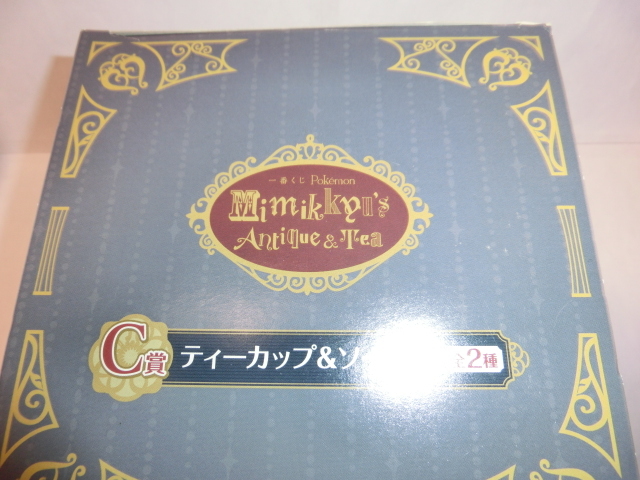 一番くじ Pokémon
Mimikkyu's
Antique & Tea
C賞 ティーカップ&ソ 全2種